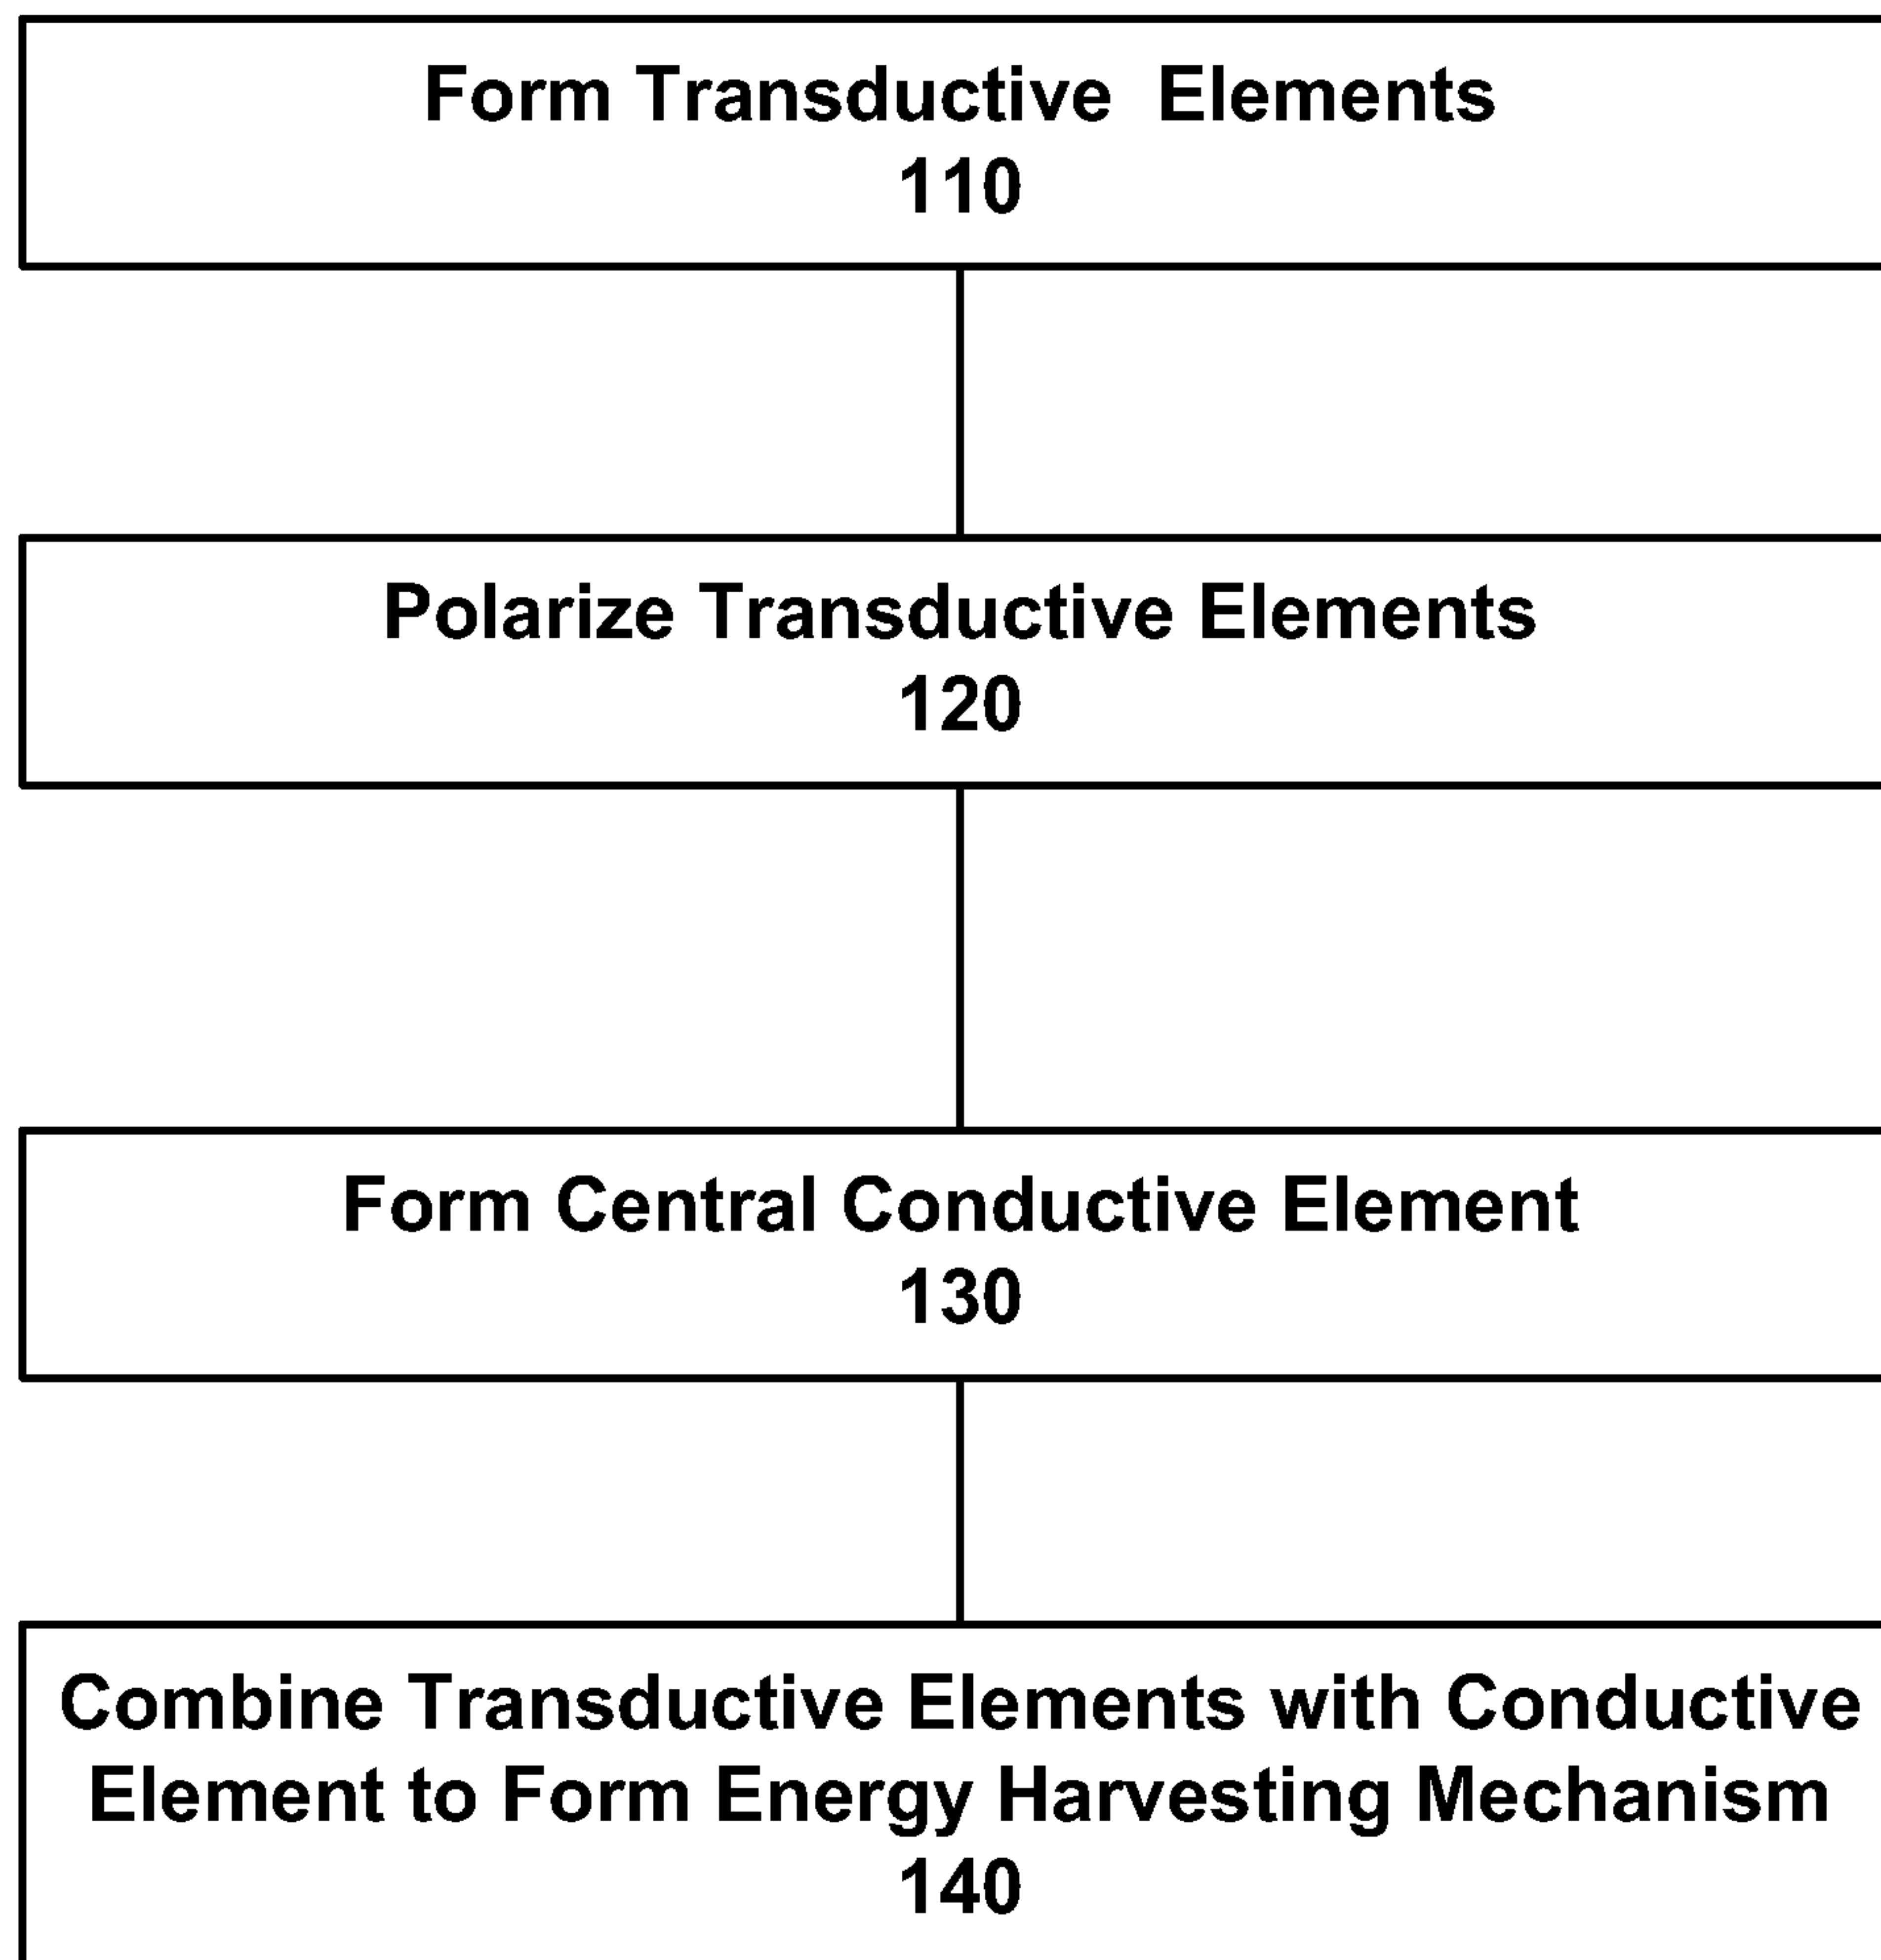 Form Transductive Elements
110
Polarize Transductive Elements
120
Form Central Conductive Element
130
Combine Transductive Elements with Conductive
Element to Form Energy Harvesting Mechanism
140